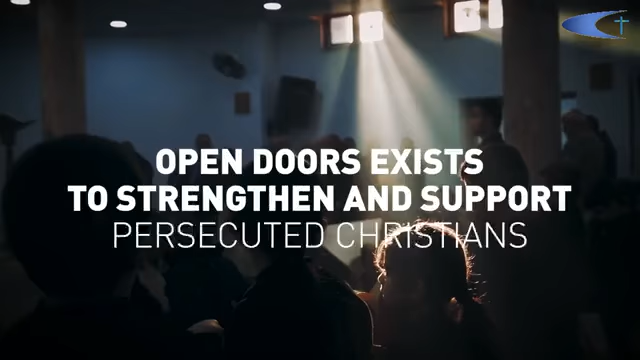 OPEN DOORS EXISTS
TO STRENGTHEN AND SUPPORT
PERSECUTED CHRISTIANS